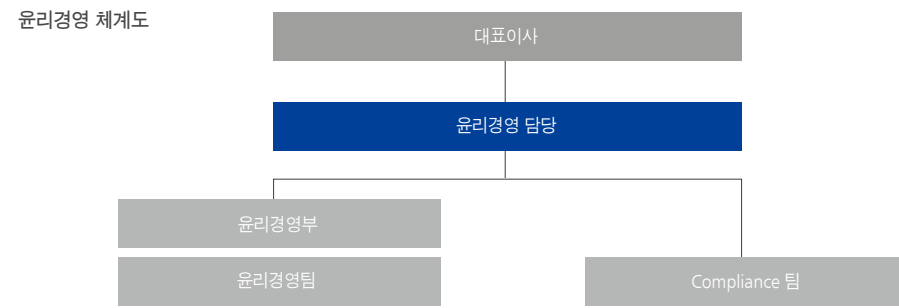 윤리경영 체계도
대표이사
윤리경영 담당
윤리경영부
윤리경영팀
Compliance 팀